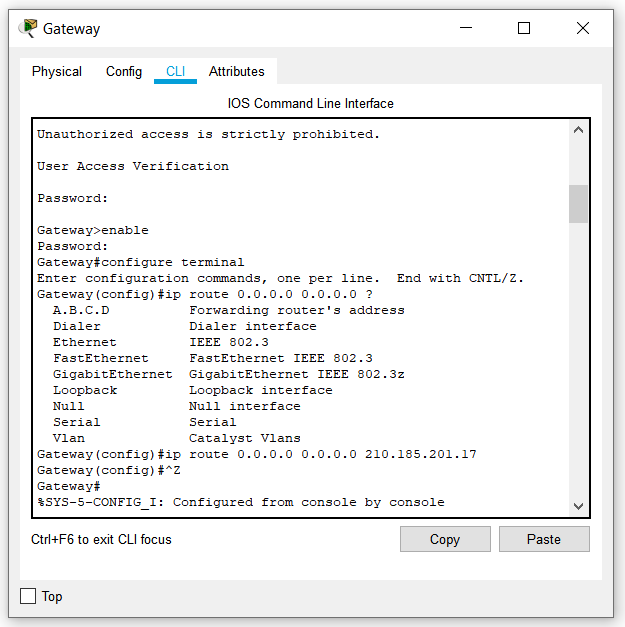 Gateway
Physical Config CLI Attributes
IOS Command Line Interface
Unauthorized access is strictly prohibited.
User Access Verification
Password:
Gateway>enable
Password:
Gateway#configure terminal
Enter configuration commands, one per line.  End with CNTL/Z.
Gateway(config)#ip route 0.0.0.0 0.0.0.0 ?
  A.B.C.D          Forwarding router's address
  Dialer           Dialer interface
  Ethernet         IEEE 802.3
  FastEthernet     FastEthernet IEEE 802.3
  GigabitEthernet  GigabitEthernet IEEE 802.3z
  Loopback         Loopback interface
  Null             Null interface
  Serial           Serial
  Vlan             Catalyst Vlans
Gateway(config)#ip route 0.0.0.0 0.0.0.0 210.185.201.17
Gateway(config)#^Z
Gateway#
%SYS-5-CONFIG_I: Configured from console by console
Ctrl+F6 to exit CLI focus Copy Paste
Top